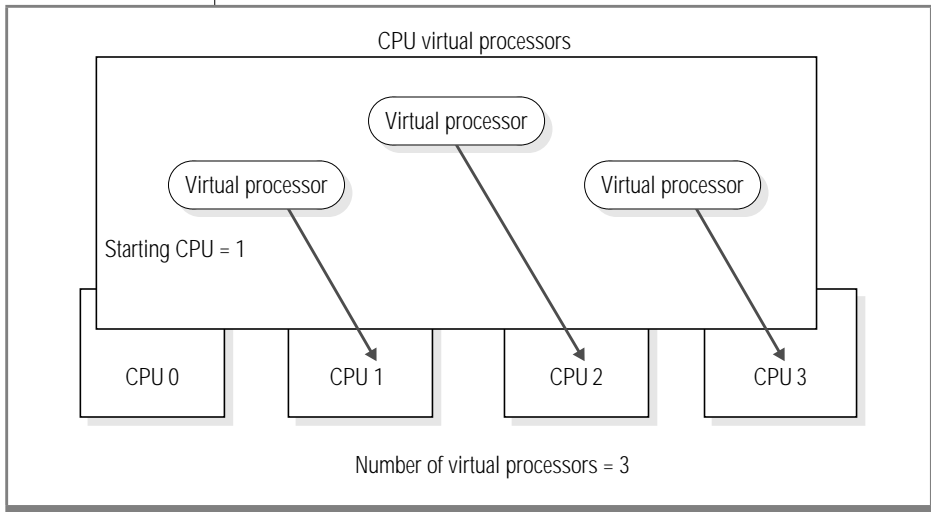 CPU virtual processors
Virtual processor
Virtual processor
Virtual processor
Starting CPU = 1
CPU 0
CPU 1
CPU 2
CPU 3
Number of virtual processors = 3